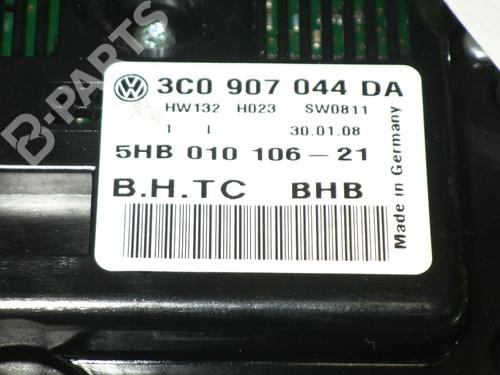 3C0 907 044 DA
HW132 H023 SW0811
1 I 30.01.08
5HB 010 106-21
B.H.TC BHB
Made in Germany
B-PARTS